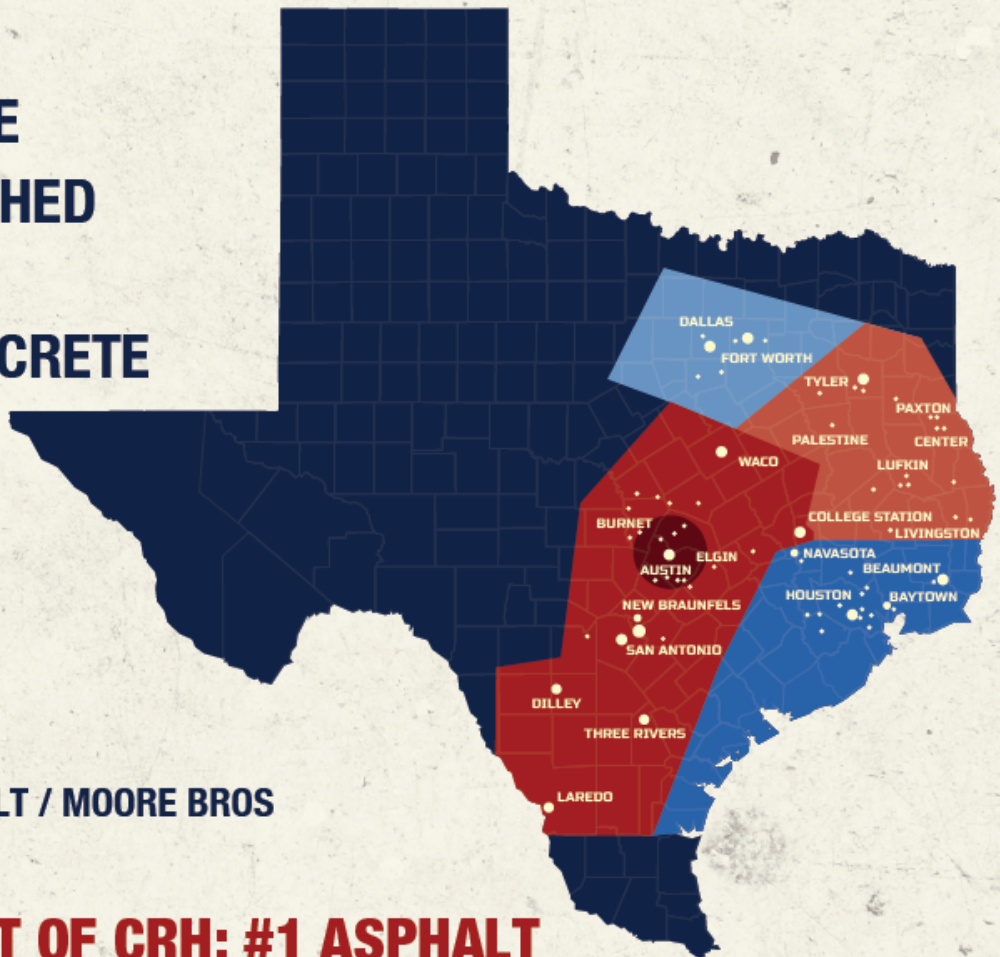 E
HED
CRETE
DALLAS
FORT WORTH
TYLER
PAXTON
PALESTINE
CENTER
WACO
LUFKIN
COLLEGE STATION
BURNET
LIVINGSTON
ELGIN
NAVASOTA
AUSTIN
BEAUMONT
HOUSTON
BAYTOWN
NEW BRAUNFELS
SAN ANTONIO
DILLEY
THREE RIVERS
LAREDO
LT / MOORE BROS
T OF CRH: #1 ASPHALT